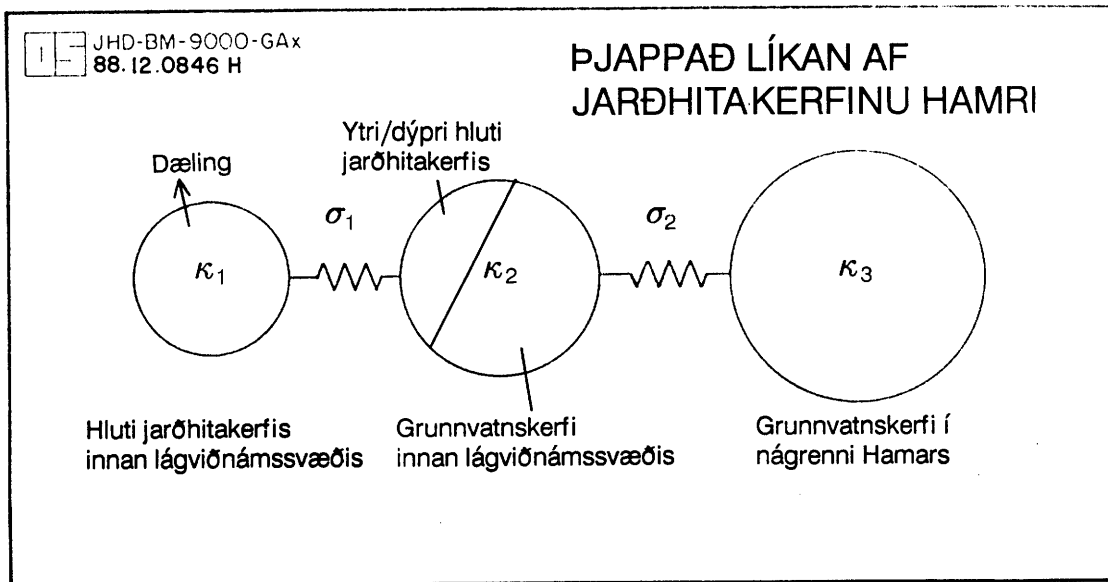 JHD-BM-9000-GAx
88.12.0846 H
ÞJAPPAÐ LÍKAN AF
JARÐHITAKERFINU HAMRI
Ytri/dýpri hluti
jarðhitakerfis
Dæling
σ₁
σ₂
κ₁
κ₂
κ₃
Hluti jarðhitakerfis
innan lágviðnámssvæðis
Grunnvatnskerfi
innan lágviðnámssvæðis
Grunnvatnskerfi í
nágrenni Hamars